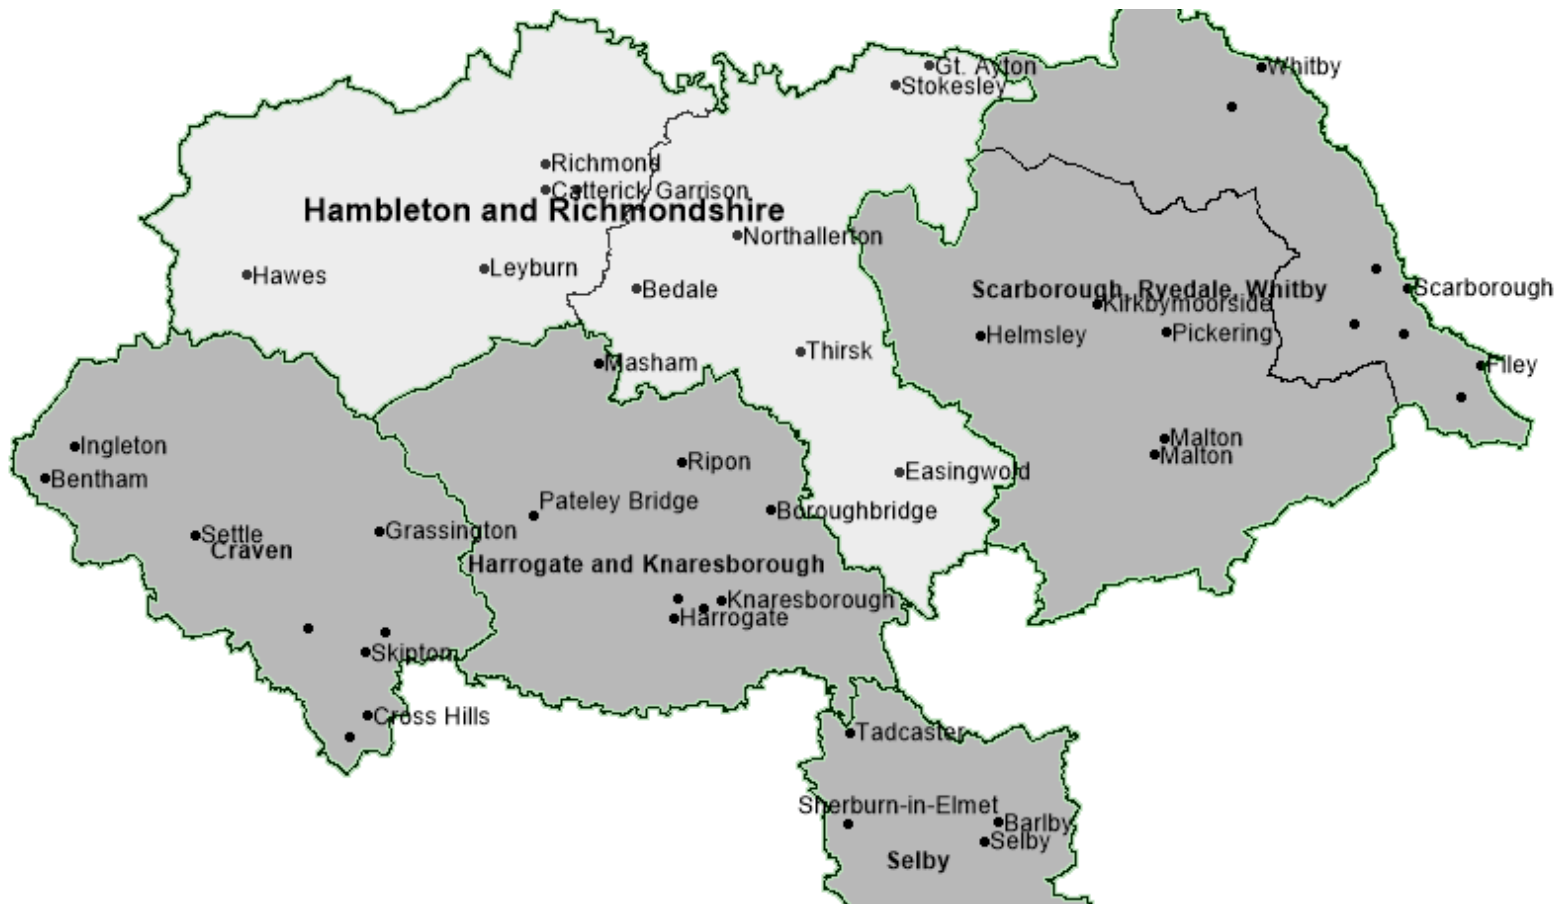 Gt. Ayton
Whitby
Stokesley
Richmond
Catterick Garrison
Hambleton and Richmondshire
Northallerton
Leyburn
Hawes
Bedale
Scarborough, Ryedale, Whitby
Scarborough
Kirkbymoorside
Helmsley
Pickering
Thirsk
Masham
Filey
Ingleton
Malton
Malton
Bentham
Ripon
Easingwold
Pateley Bridge
Boroughbridge
Settle
Grassington
Craven
Harrogate and Knaresborough
Knaresborough
Harrogate
Skipton
Cross Hills
Tadcaster
Sherburn-in-Elmet
Barlby
Selby
Selby